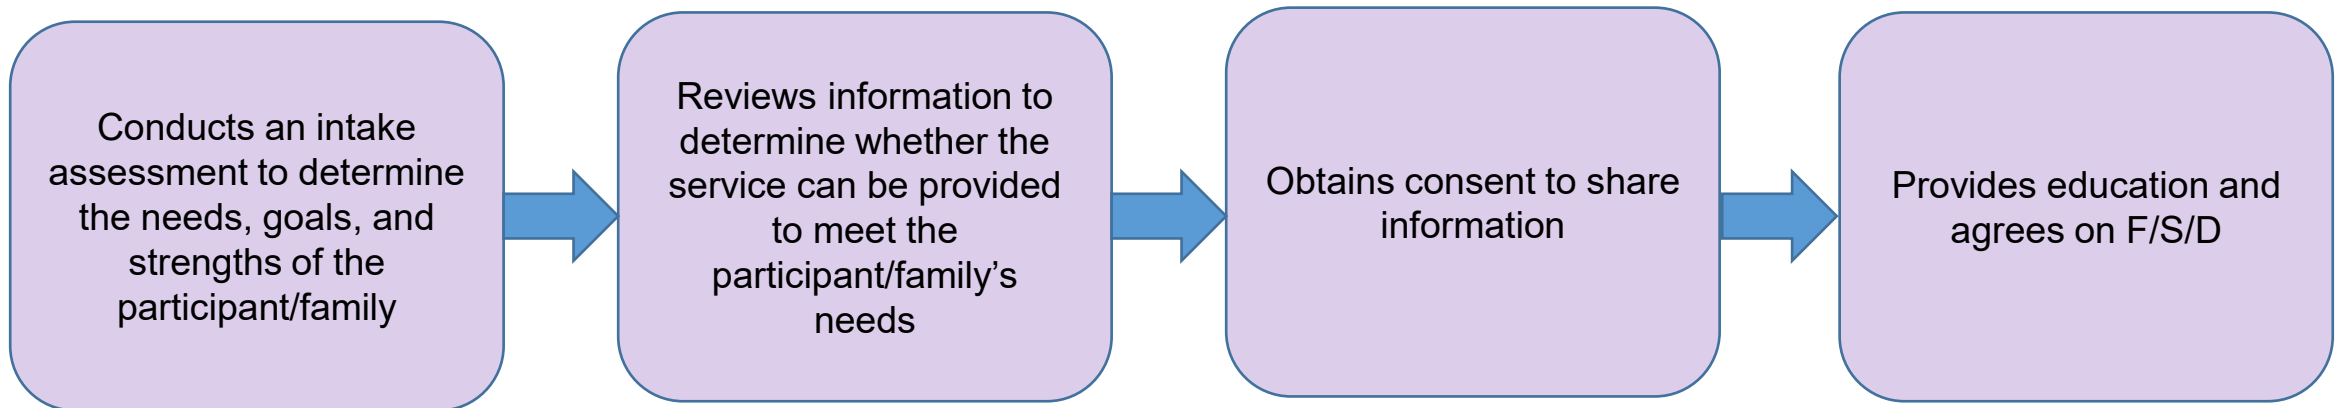 Conducts an intake
assessment to determine
the needs, goals, and
strengths of the
participant/family
Reviews information to
determine whether the
service can be provided
to meet the
participant/family’s
needs
Obtains consent to share
information
Provides education and
agrees on F/S/D